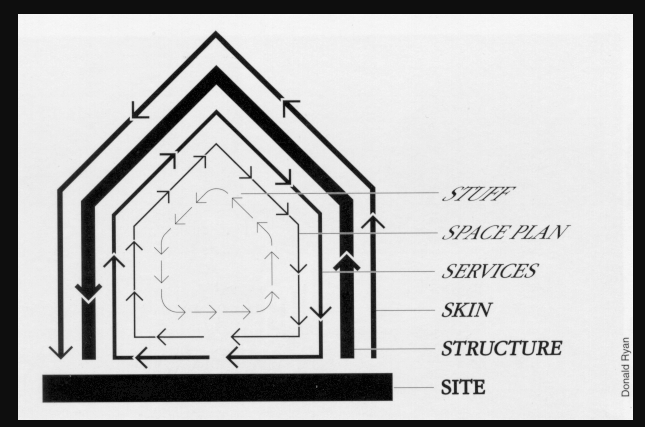 STUFF
SPACE PLAN
SERVICES
SKIN
STRUCTURE
SITE
Donald Ryan